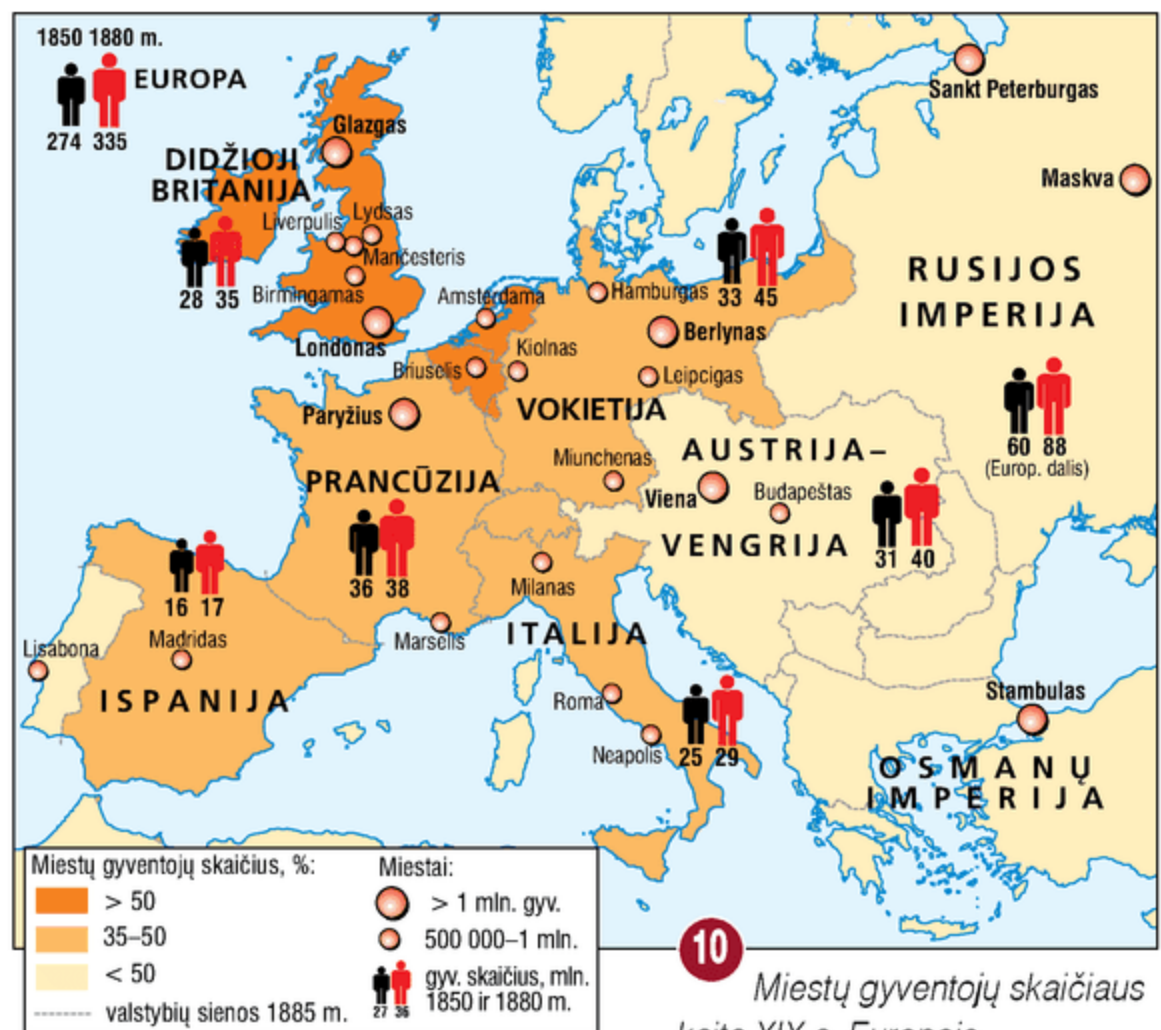 1850 1880 m.
EUROPA
274 335
Sankt Peterburgas
Glazgas
DIDŽIOJI
BRITANIJA
Maskva
Liverpulis
Lydsas
Mančesteris
28 35
Birmingamas
Amsterdama
Hamburgas
33 45
RUSIJOS
IMPERIJA
Londonas
Berlynas
Briuselis
Kiolnas
Leipcigas
Paryžius
VOKIETIJA
60 88
(Europ. dalis)
AUSTRIJA–
Miunchenas
PRANCŪZIJA
Viena
Budapeštas
VENGRIJA
31 40
36 38
16 17
Milanas
Lisabona
Madridas
Marselis
ITALIJA
ISPANIJA
Roma
Stambulas
Neapolis
25 29
OSMANŲ
IMPERIJA
Miestų gyventojų skaičius, %:
> 50
35–50
< 50
valstybių sienos 1885 m.
Miestai:
> 1 mln. gyv.
500 000–1 mln.
gyv. skaičius, mln.
1850 ir 1880 m.
27 36
10
Miestų gyventojų skaičiaus